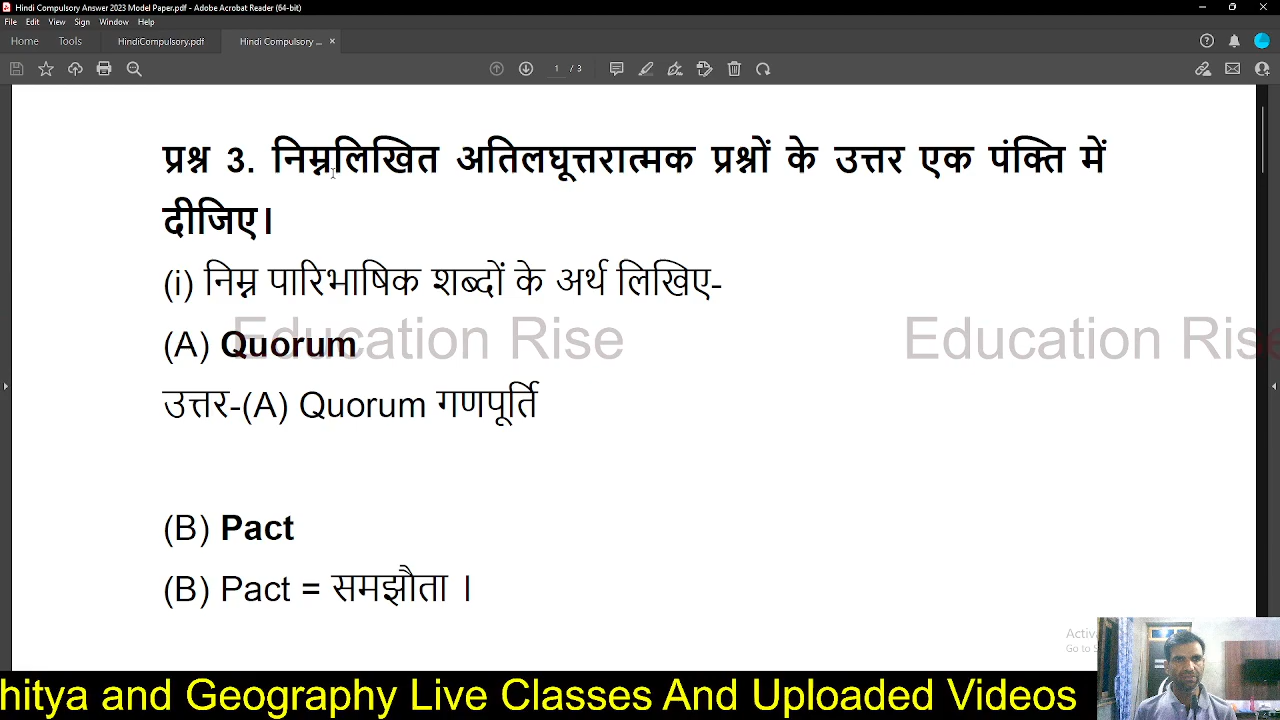 Hindi Compulsory Answer 2023 Model Paper.pdf - Adobe Acrobat Reader (64-bit)
File Edit View Sign Window Help
Home Tools HindiCompulsory.pdf Hindi Compulsory ... ×
1 / 3
प्रश्न 3. निम्नलिखित अतिलघूत्तरात्मक प्रश्नों के उत्तर एक पंक्ति में
दीजिए।
(i) निम्न पारिभाषिक शब्दों के अर्थ लिखिए-
Education Rise Education Rise
(A) Quorum
उत्तर-(A) Quorum गणपूर्ति
(B) Pact
(B) Pact = समझौता ।
Go to
hitya and Geography Live Classes And Uploaded Videos